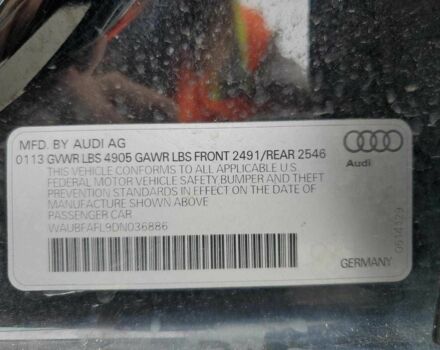 MFD. BY AUDI AG
0113 GVWR LBS 4905 GAWR LBS FRONT 2491/REAR 2546
THIS VEHICLE CONFORMS TO ALL APPLICABLE U.S
FEDERAL MOTOR VEHICLE SAFETY, BUMPER AND THEFT
PREVENTION STANDARDS IN EFFECT ON THE DATE OF
MANUFACTURE SHOWN ABOVE
PASSENGER CAR
WAUBFAFL9DN036886
Audi
0614129
GERMANY